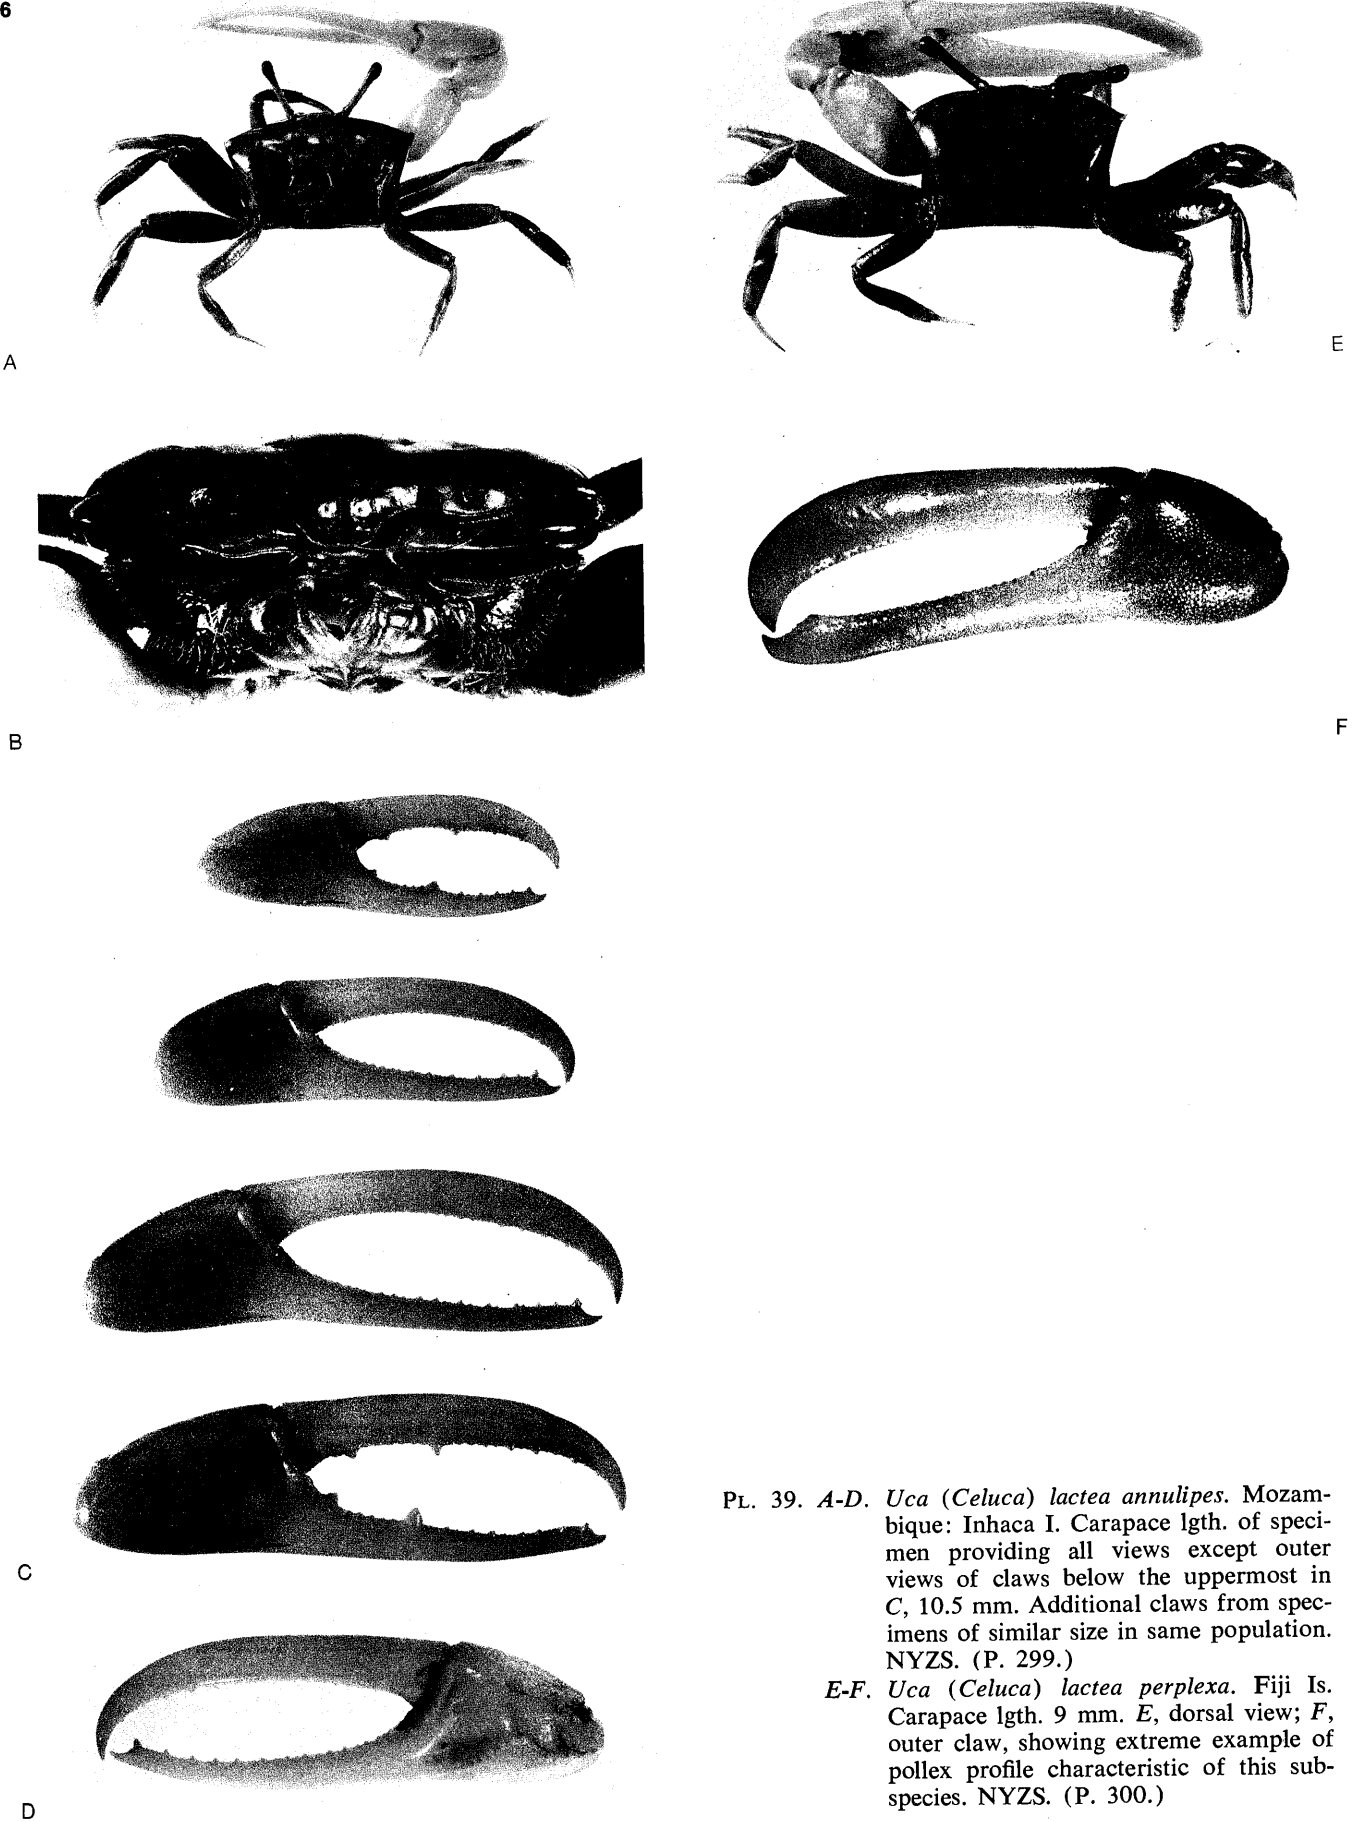 6
A
E
B
F
C
D
PL. 39. A-D. Uca (Celuca) lactea annulipes. Mozam-
bique: Inhaca I. Carapace lgth. of speci-
men providing all views except outer
views of claws below the uppermost in
C, 10.5 mm. Additional claws from spec-
imens of similar size in same population.
NYZS. (P. 299.)
E-F. Uca (Celuca) lactea perplexa. Fiji Is.
Carapace lgth. 9 mm. E, dorsal view; F,
outer claw, showing extreme example of
pollex profile characteristic of this sub-
species. NYZS. (P. 300.)